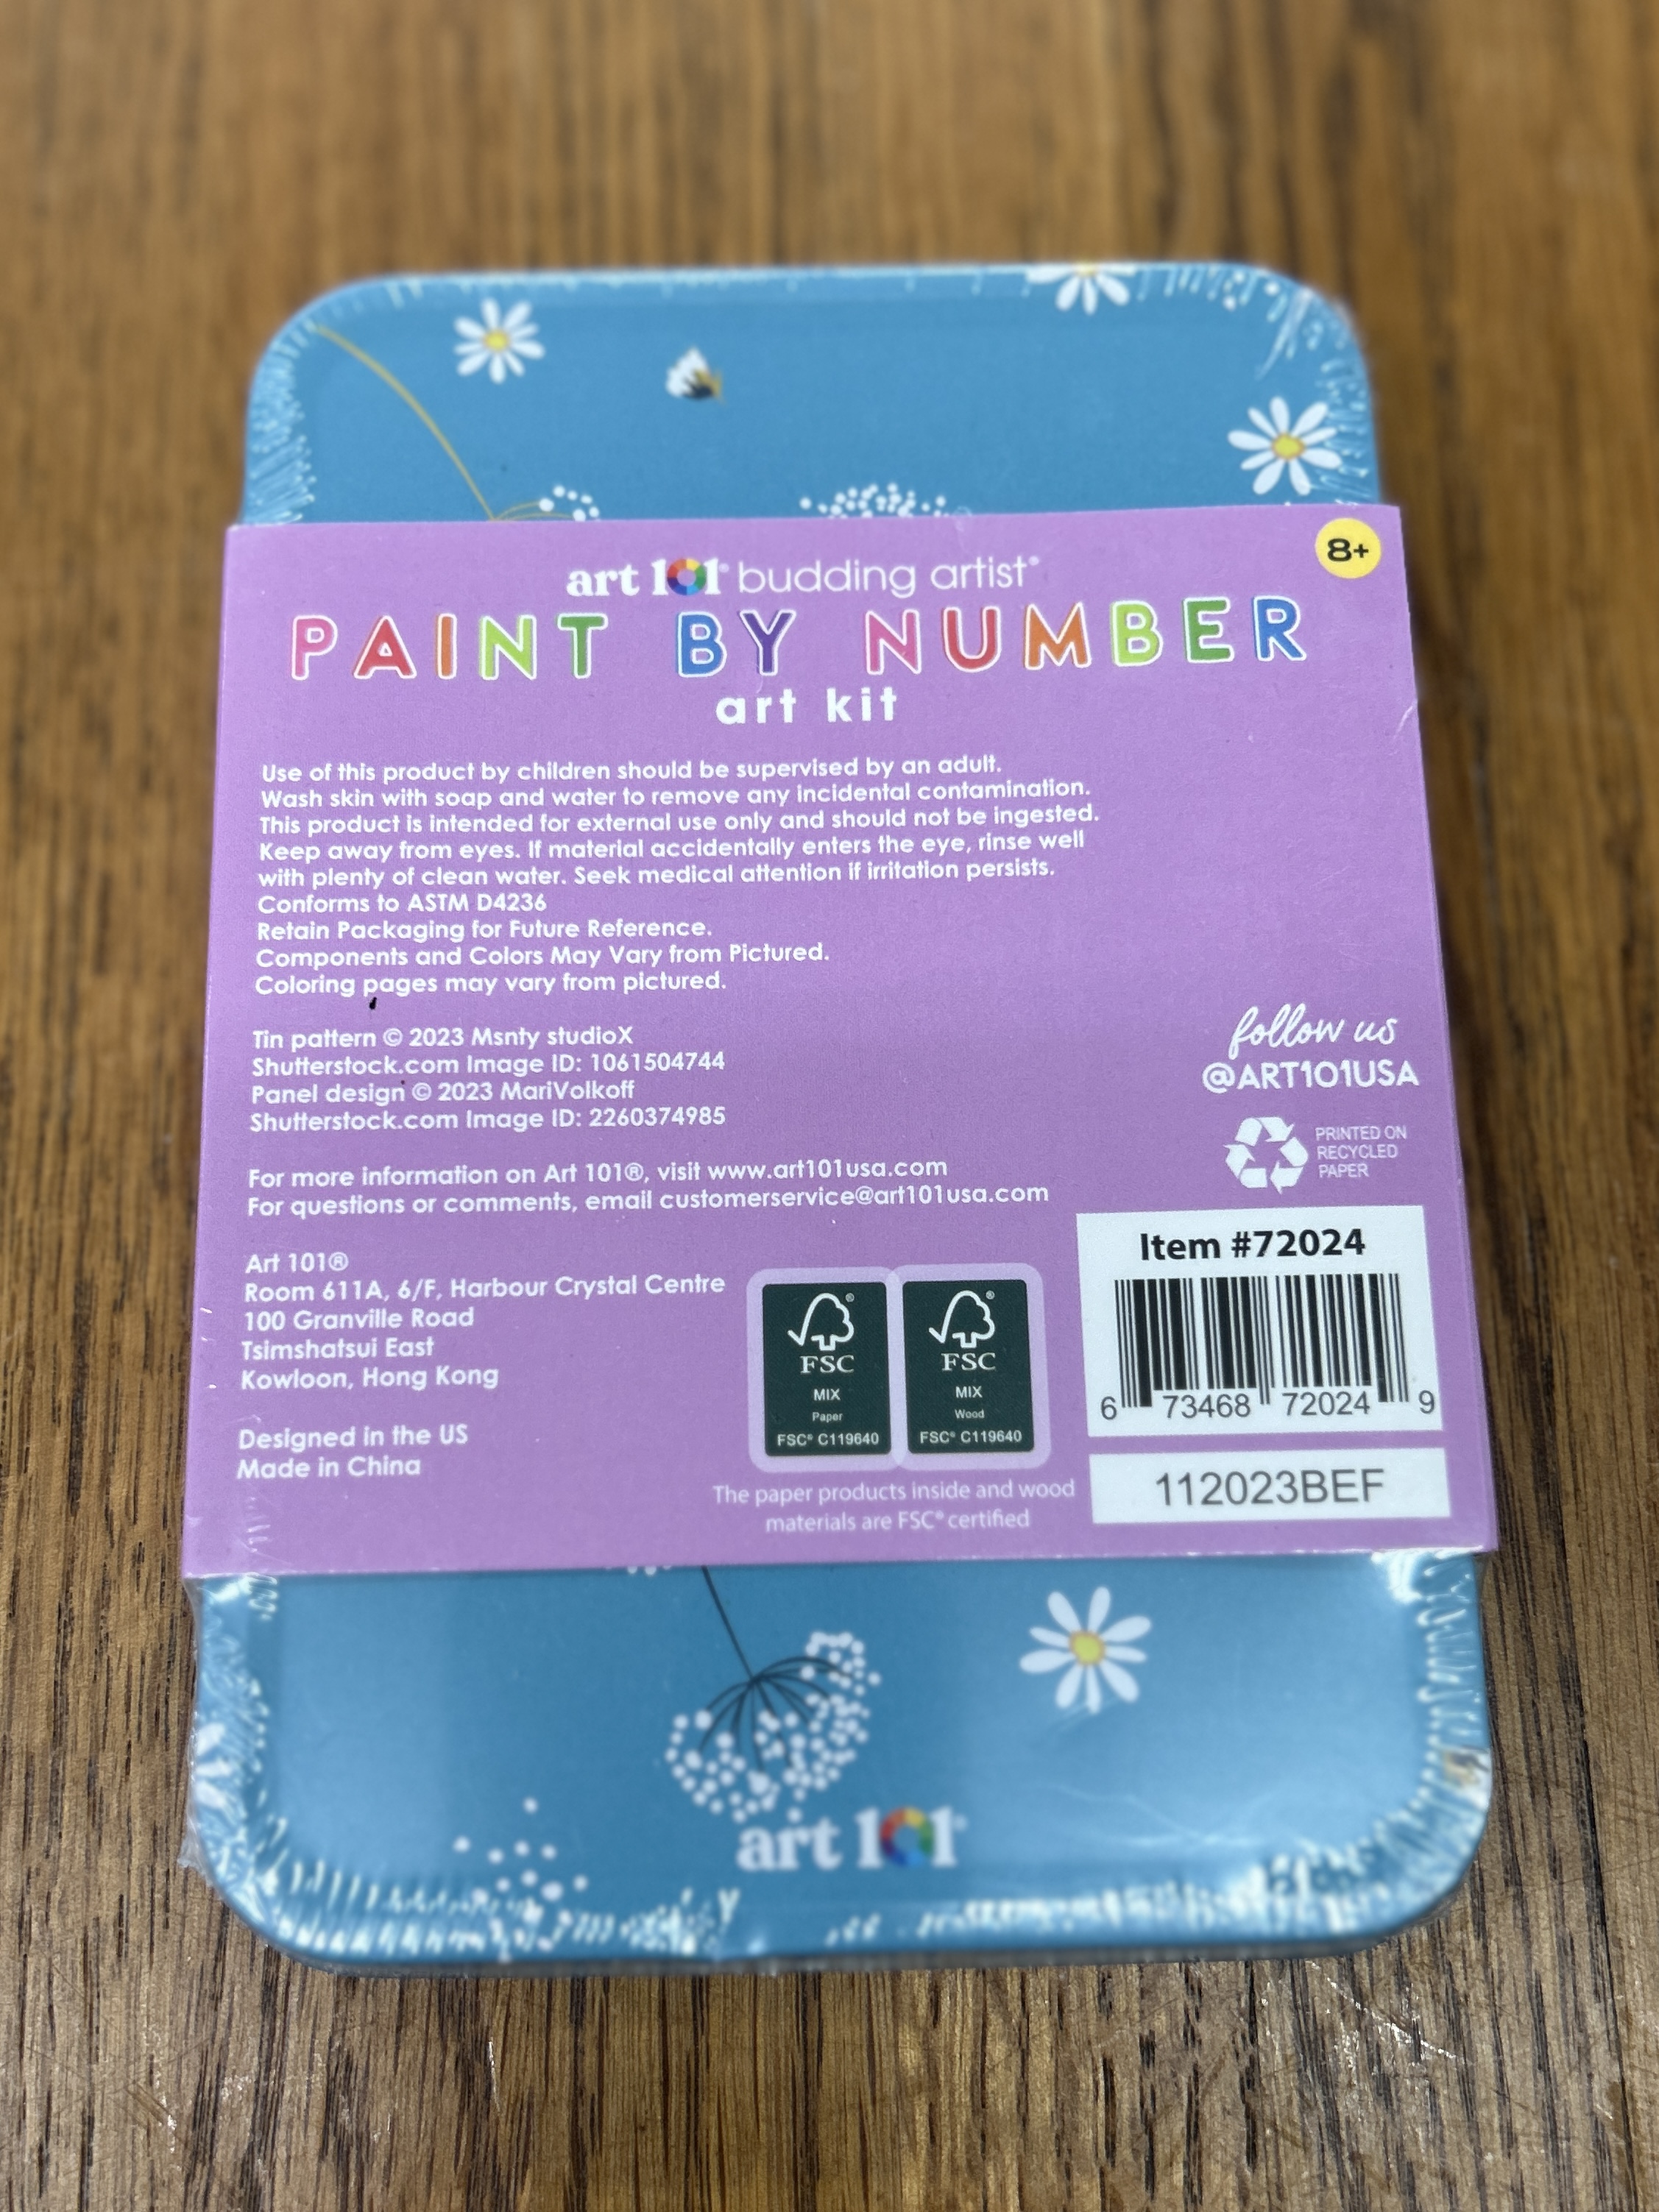 8+
art 101® budding artist®
PAINT BY NUMBER
art kit
Use of this product by children should be supervised by an adult.
Wash skin with soap and water to remove any incidental contamination.
This product is intended for external use only and should not be ingested.
Keep away from eyes. If material accidentally enters the eye, rinse well
with plenty of clean water. Seek medical attention if irritation persists.
Conforms to ASTM D4236
Retain Packaging for Future Reference.
Components and Colors May Vary from Pictured.
Coloring pages may vary from pictured.
Tin pattern © 2023 Msnty studioX
Shutterstock.com Image ID: 1061504744
Panel design © 2023 MariVolkoff
Shutterstock.com Image ID: 2260374985
For more information on Art 101®, visit www.art101usa.com
For questions or comments, email customerservice@art101usa.com
Art 101®
Room 611A, 6/F, Harbour Crystal Centre
100 Granville Road
Tsimshatsui East
Kowloon, Hong Kong
Designed in the US
Made in China
follow us
@ART101USA
PRINTED ON
RECYCLED
PAPER
FSC®
MIX
Paper
FSC® C119640
FSC®
MIX
Wood
FSC® C119640
The paper products inside and wood
materials are FSC® certified
Item #72024
6 73468 72024 9
112023BEF
art 101®